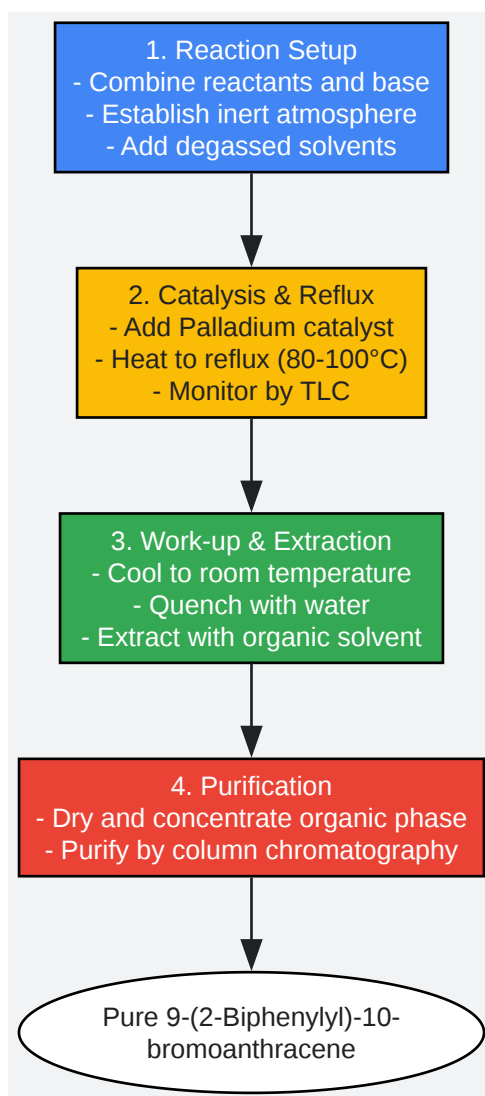 1. Reaction Setup
- Combine reactants and base
- Establish inert atmosphere
- Add degassed solvents
2. Catalysis & Reflux
- Add Palladium catalyst
- Heat to reflux (80-100°C)
- Monitor by TLC
3. Work-up & Extraction
- Cool to room temperature
- Quench with water
- Extract with organic solvent
4. Purification
- Dry and concentrate organic phase
- Purify by column chromatography
Pure 9-(2-Biphenylyl)-10-
bromoanthracene